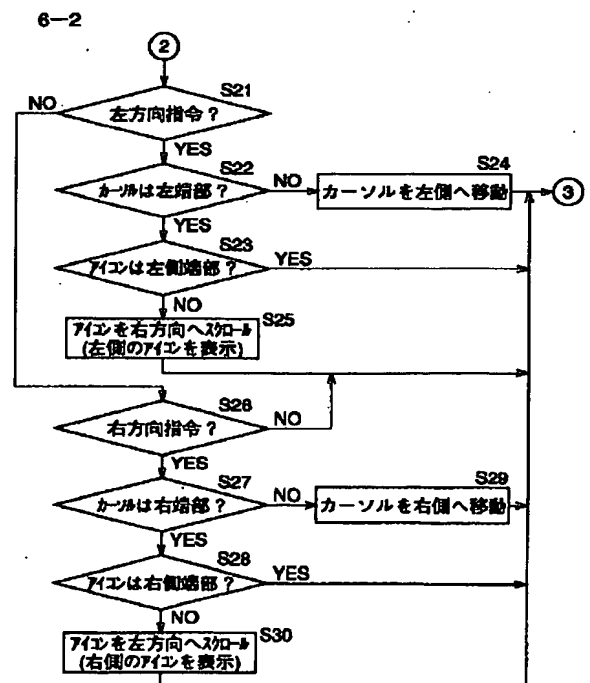 6-2
2
S21
左方向指令?
NO
YES
S22
カーソルは左端部?
NO
S24
カーソルを左側へ移動
3
YES
S23
アイコンは左側端部?
YES
NO
S25
アイコンを右方向へスクロール
(左側のアイコンを表示)
S26
右方向指令?
NO
YES
S27
カーソルは右端部?
NO
S29
カーソルを右側へ移動
YES
S28
アイコンは右側端部?
YES
NO
S30
アイコンを左方向へスクロール
(右側のアイコンを表示)